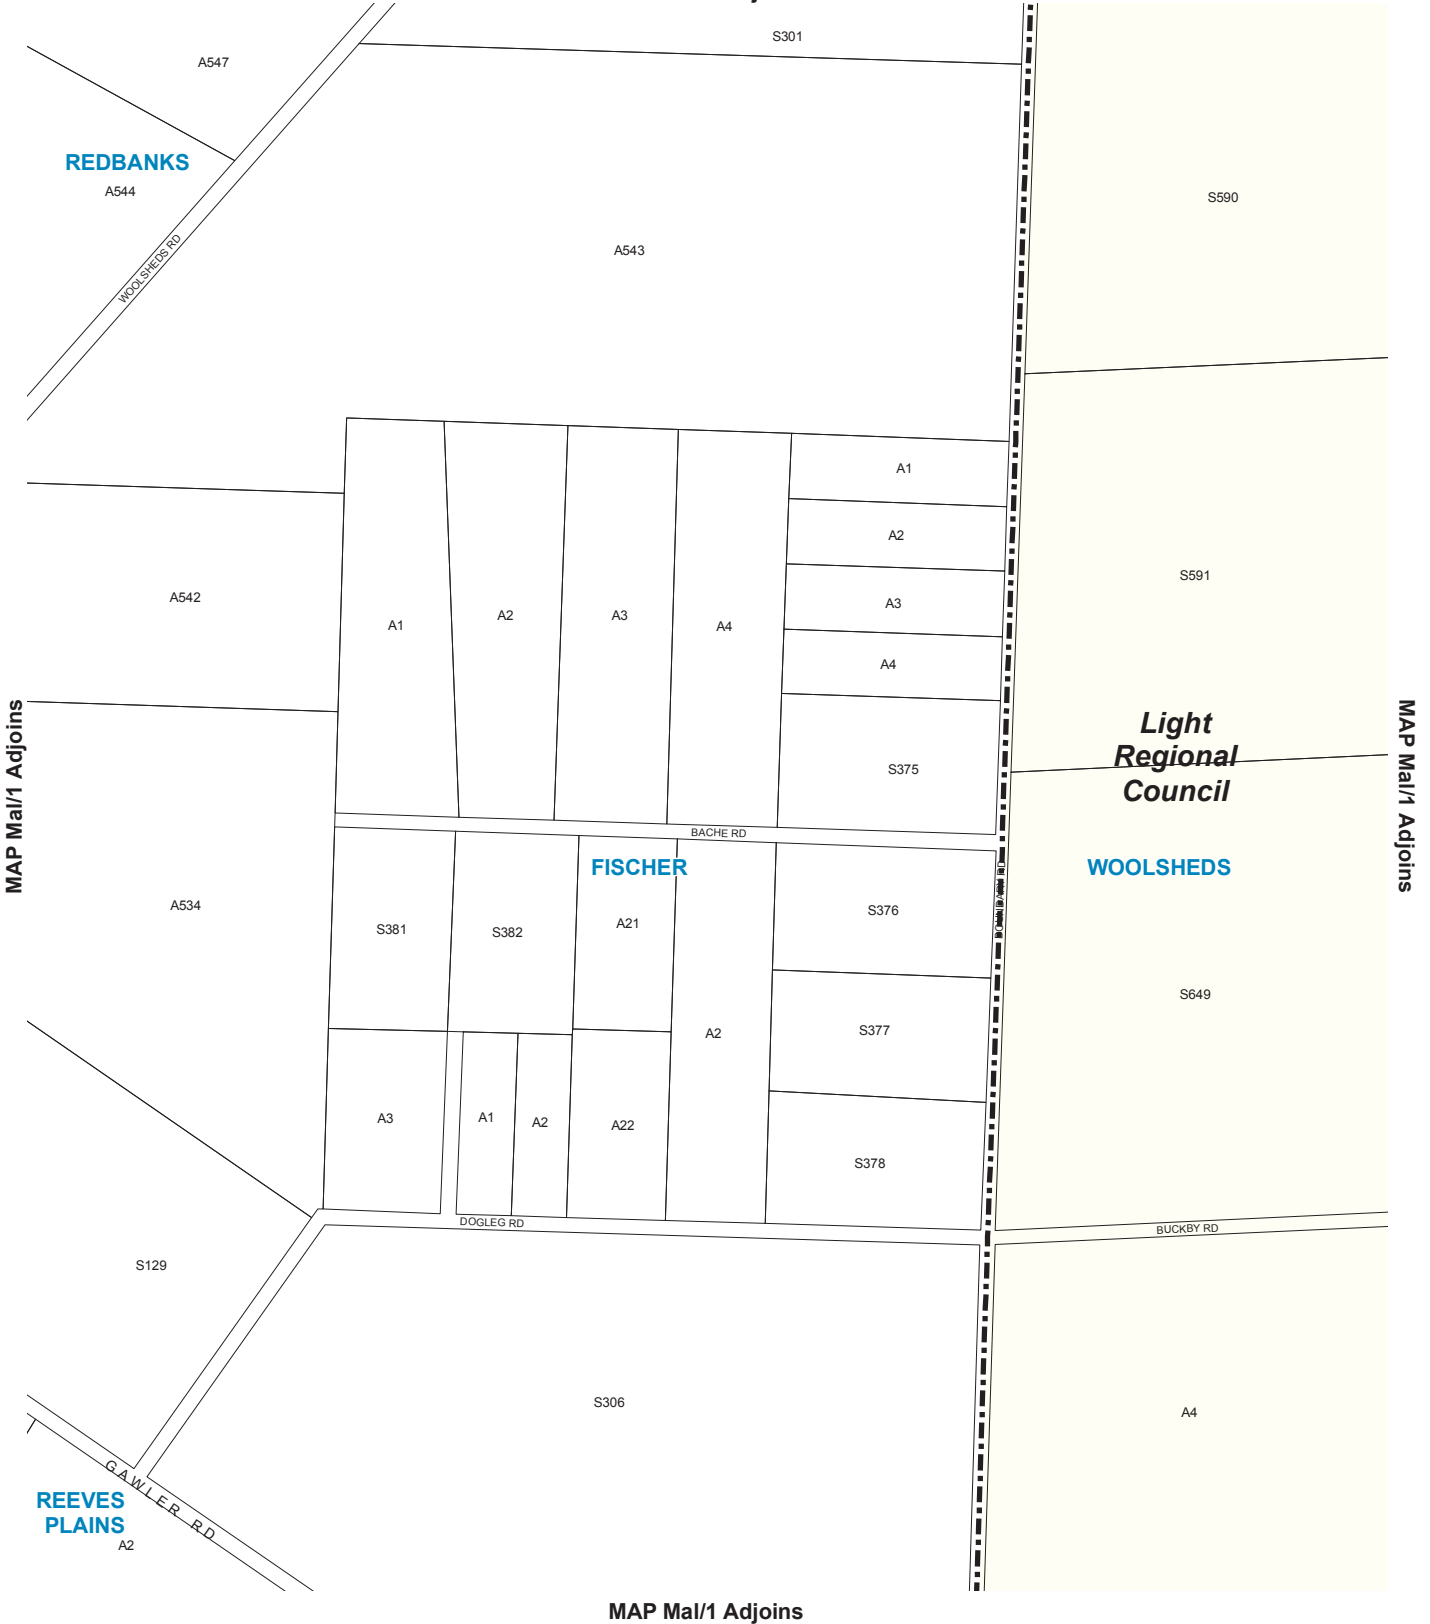 S301
A547
REDBANKS
A544
S590
WOOLSHEDS RD
A543
A1
A2
S591
A542
A3
A1
A2
A3
A4
A4
MAP Mal/1 Adjoins
MAP Mal/1 Adjoins
Light
Regional
Council
S375
BACHE RD
FISCHER
WOOLSHEDS
BOUNDARY RD
A534
S381
S382
A21
S376
S649
S377
A2
A3
A1
A2
A22
S378
DOGLEG RD
BUCKBY RD
S129
S306
A4
GAWLER RD
REEVES
PLAINS
A2
MAP Mal/1 Adjoins